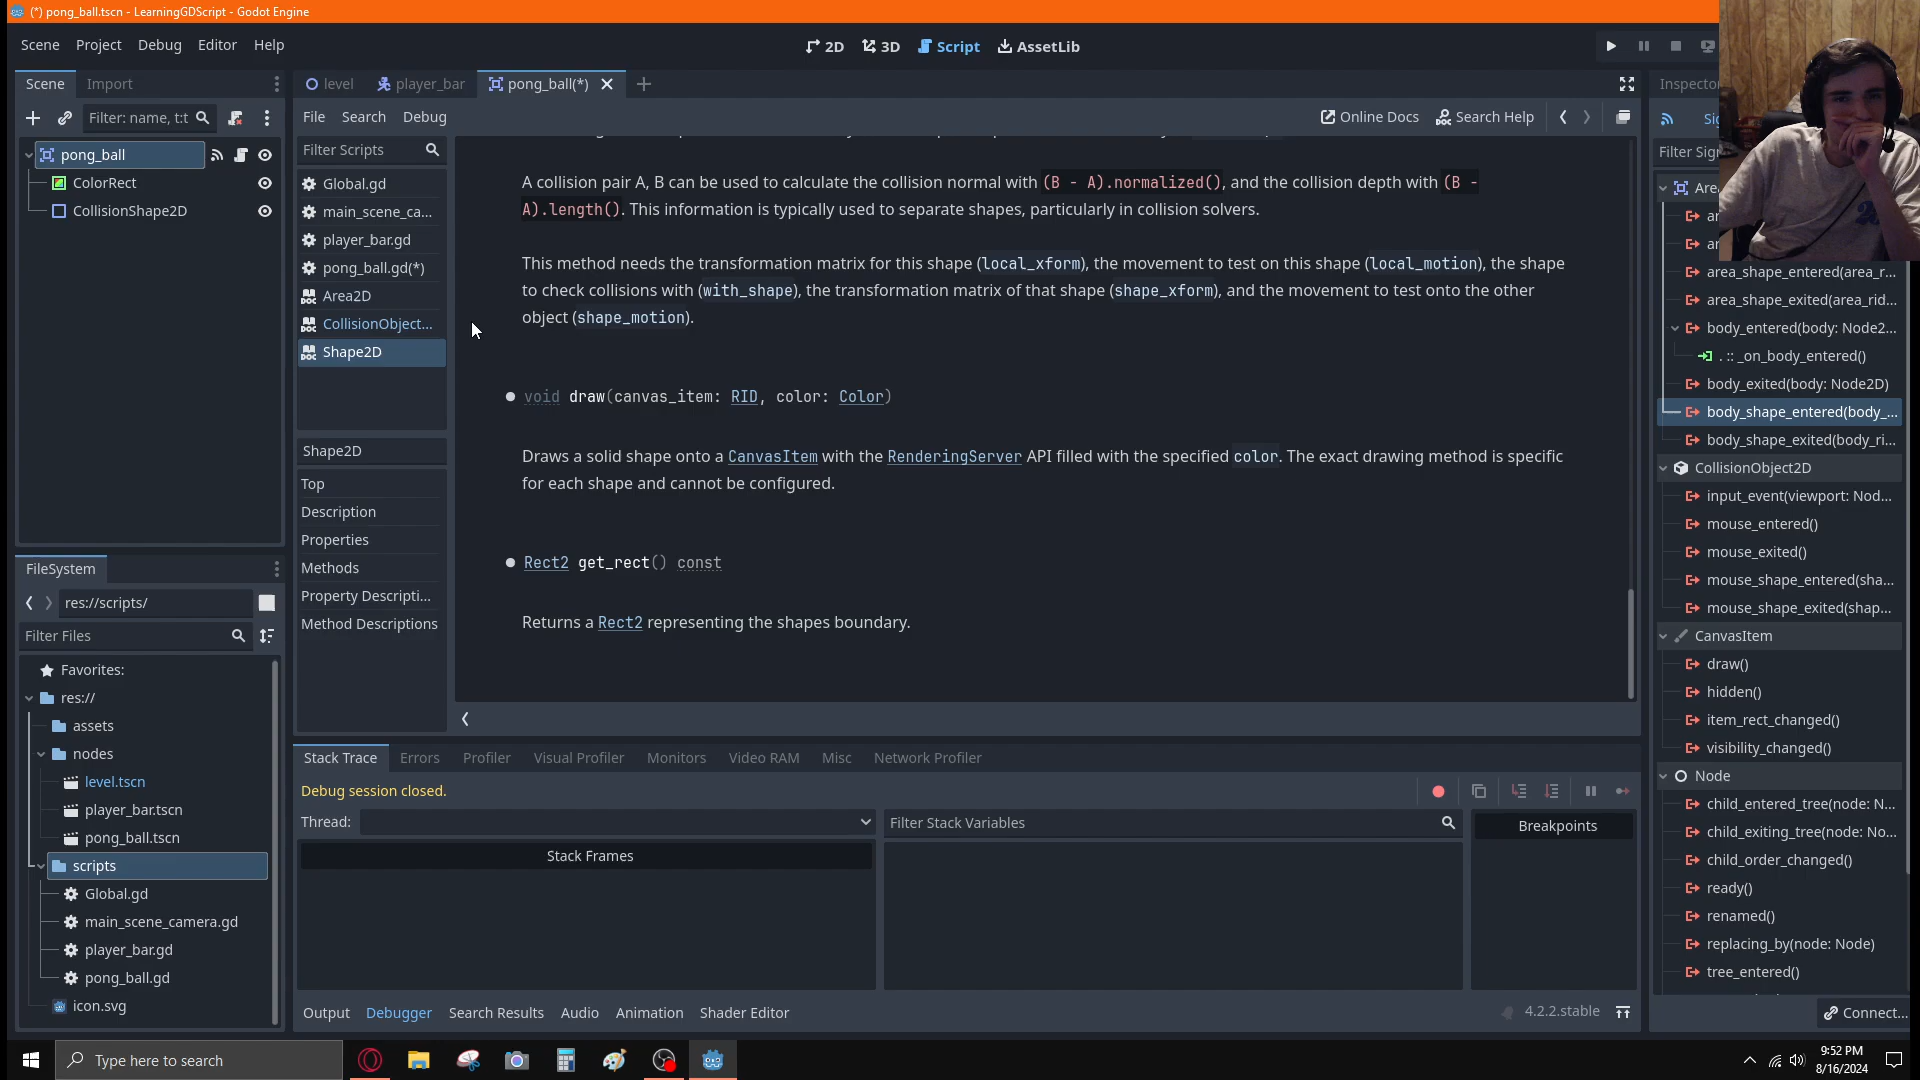 (*) pong_ball.tscn - LearningGDScript - Godot Engine
Scene Project Debug Editor Help
2D 3D Script AssetLib
Scene Import
level player_bar pong_ball(*)
Inspector
Filter: name, t:t
File Search Debug
Online Docs Search Help
pong_ball
ColorRect
CollisionShape2D
Filter Scripts
Global.gd
main_scene_ca...
player_bar.gd
pong_ball.gd(*)
Area2D
CollisionObject...
Shape2D
Shape2D
Top
Description
Properties
Methods
Property Descripti...
Method Descriptions
A collision pair A, B can be used to calculate the collision normal with (B - A).normalized(), and the collision depth with (B -
A).length(). This information is typically used to separate shapes, particularly in collision solvers.
This method needs the transformation matrix for this shape (local_xform), the movement to test on this shape (local_motion), the shape
to check collisions with (with_shape), the transformation matrix of that shape (shape_xform), and the movement to test onto the other
object (shape_motion).
void draw(canvas_item: RID, color: Color)
Draws a solid shape onto a CanvasItem with the RenderingServer API filled with the specified color. The exact drawing method is specific
for each shape and cannot be configured.
Rect2 get_rect() const
Returns a Rect2 representing the shapes boundary.
FileSystem
res://scripts/
Filter Files
Favorites:
res://
assets
nodes
level.tscn
player_bar.tscn
pong_ball.tscn
scripts
Global.gd
main_scene_camera.gd
player_bar.gd
pong_ball.gd
icon.svg
Stack Trace Errors Profiler Visual Profiler Monitors Video RAM Misc Network Profiler
Debug session closed.
Thread:
Filter Stack Variables
Breakpoints
Stack Frames
Output Debugger Search Results Audio Animation Shader Editor
4.2.2.stable
Filter Sig
Area
area_shape_entered(area_r...
area_shape_exited(area_rid...
body_entered(body: Node2...
. :: _on_body_entered()
body_exited(body: Node2D)
body_shape_entered(body_...
body_shape_exited(body_ri...
CollisionObject2D
input_event(viewport: Nod...
mouse_entered()
mouse_exited()
mouse_shape_entered(sha...
mouse_shape_exited(shap...
CanvasItem
draw()
hidden()
item_rect_changed()
visibility_changed()
Node
child_entered_tree(node: N...
child_exiting_tree(node: No...
child_order_changed()
ready()
renamed()
replacing_by(node: Node)
tree_entered()
Connect...
Type here to search
9:52 PM
8/16/2024